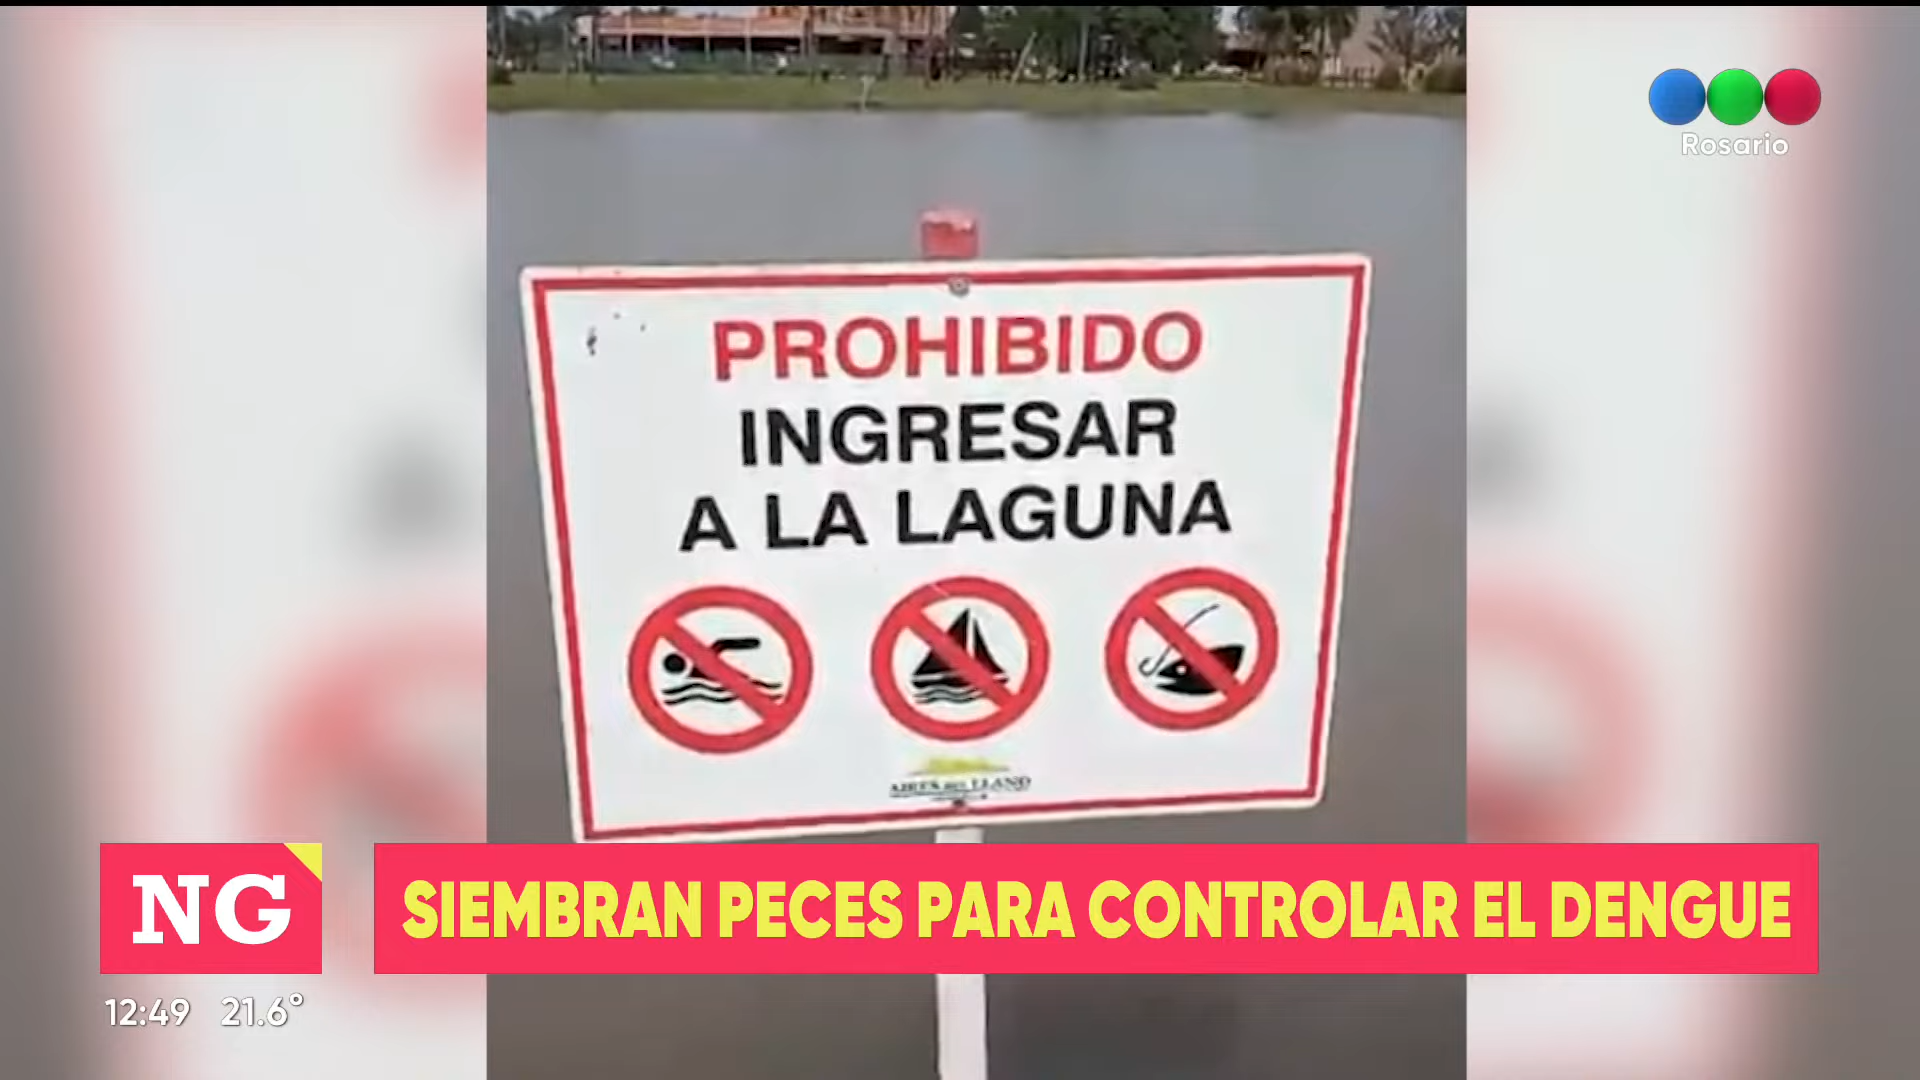 Rosario
PROHIBIDO
INGRESAR
A LA LAGUNA
NG
SIEMBRAN PECES PARA CONTROLAR EL DENGUE
12:49 21.6°